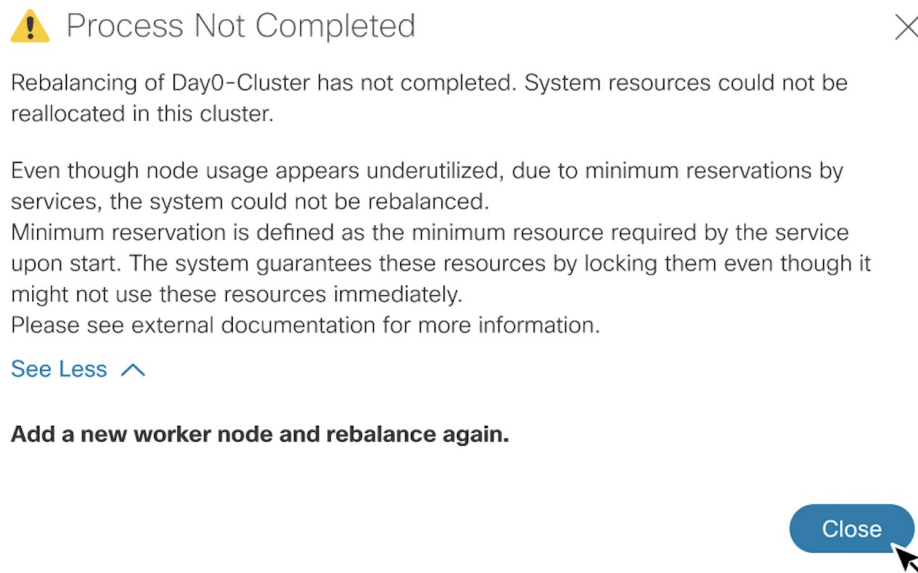 Process Not Completed
Rebalancing of Day0-Cluster has not completed. System resources could not be
reallocated in this cluster.
Even though node usage appears underutilized, due to minimum reservations by
services, the system could not be rebalanced.
Minimum reservation is defined as the minimum resource required by the service
upon start. The system guarantees these resources by locking them even though it
might not use these resources immediately.
Please see external documentation for more information.
See Less
Add a new worker node and rebalance again.
Close